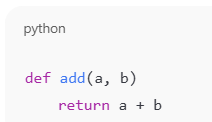 python
def add(a, b)
    return a + b